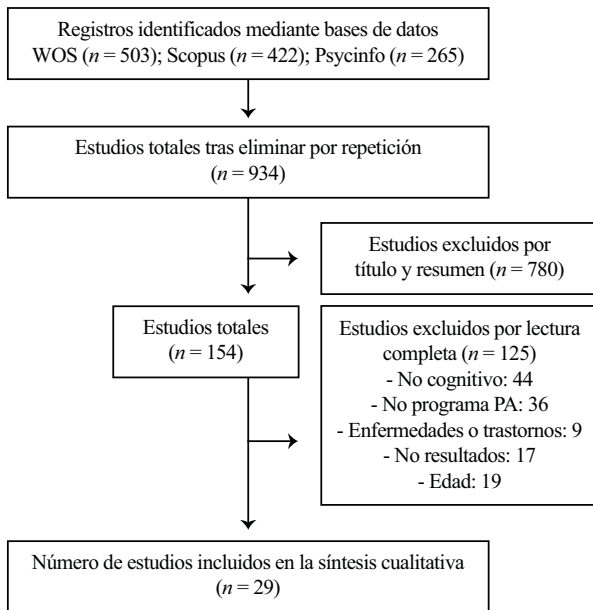 Registros identificados mediante bases de datos
WOS (n = 503); Scopus (n = 422); Psycinfo (n = 265)
Estudios totales tras eliminar por repetición
(n = 934)
Estudios excluidos por
título y resumen (n = 780)
Estudios totales
(n = 154)
Estudios excluidos por lectura
completa (n = 125)
- No cognitivo: 44
- No programa PA: 36
- Enfermedades o trastornos: 9
- No resultados: 17
- Edad: 19
Número de estudios incluidos en la síntesis cualitativa
(n = 29)